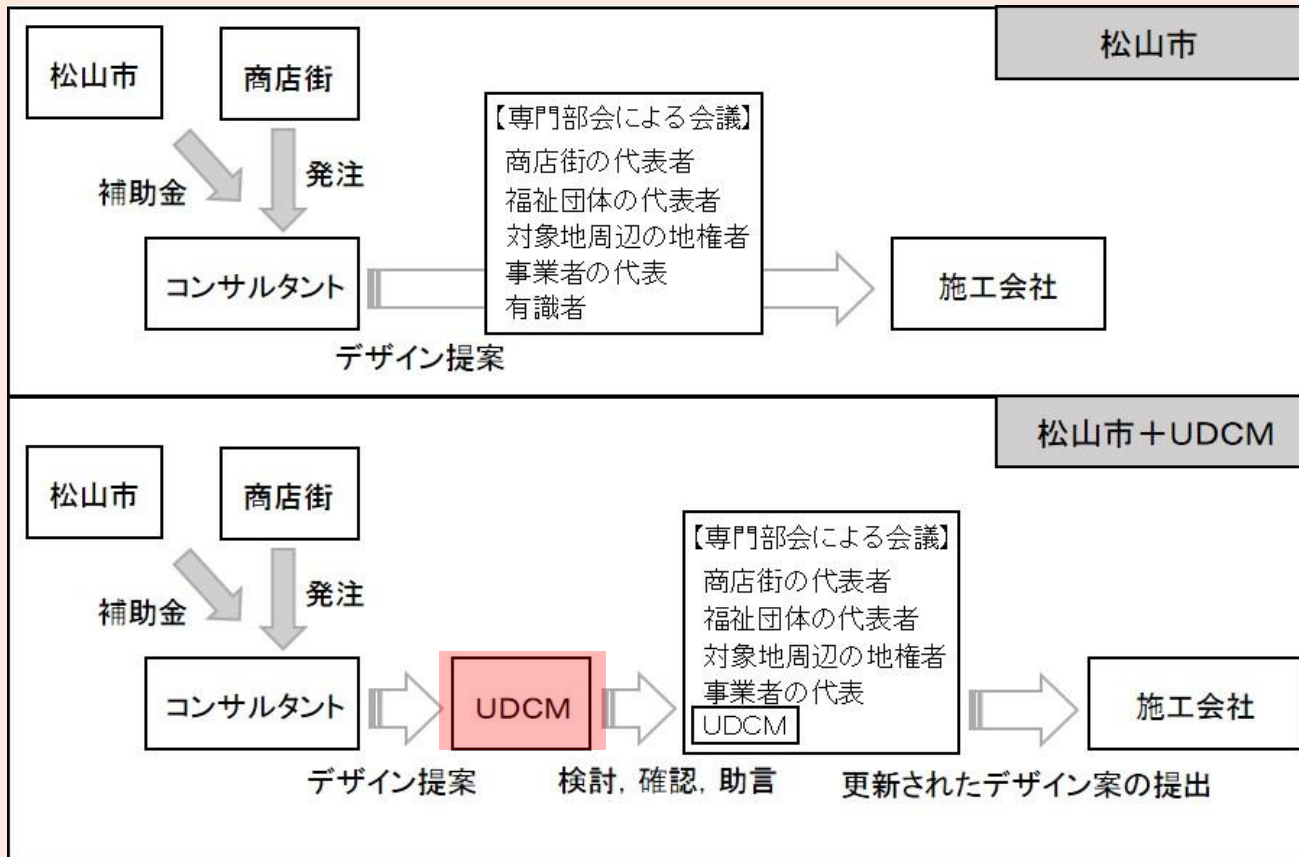 松山市
松山市
商店街
【専門部会による会議】
商店街の代表者
福祉団体の代表者
対象地周辺の地権者
事業者の代表
有識者
補助金
発注
コンサルタント
施工会社
デザイン提案
松山市+UDCM
松山市
商店街
【専門部会による会議】
商店街の代表者
福祉団体の代表者
対象地周辺の地権者
事業者の代表
UDCM
補助金
発注
コンサルタント
UDCM
施工会社
デザイン提案
検討, 確認, 助言
更新されたデザイン案の提出